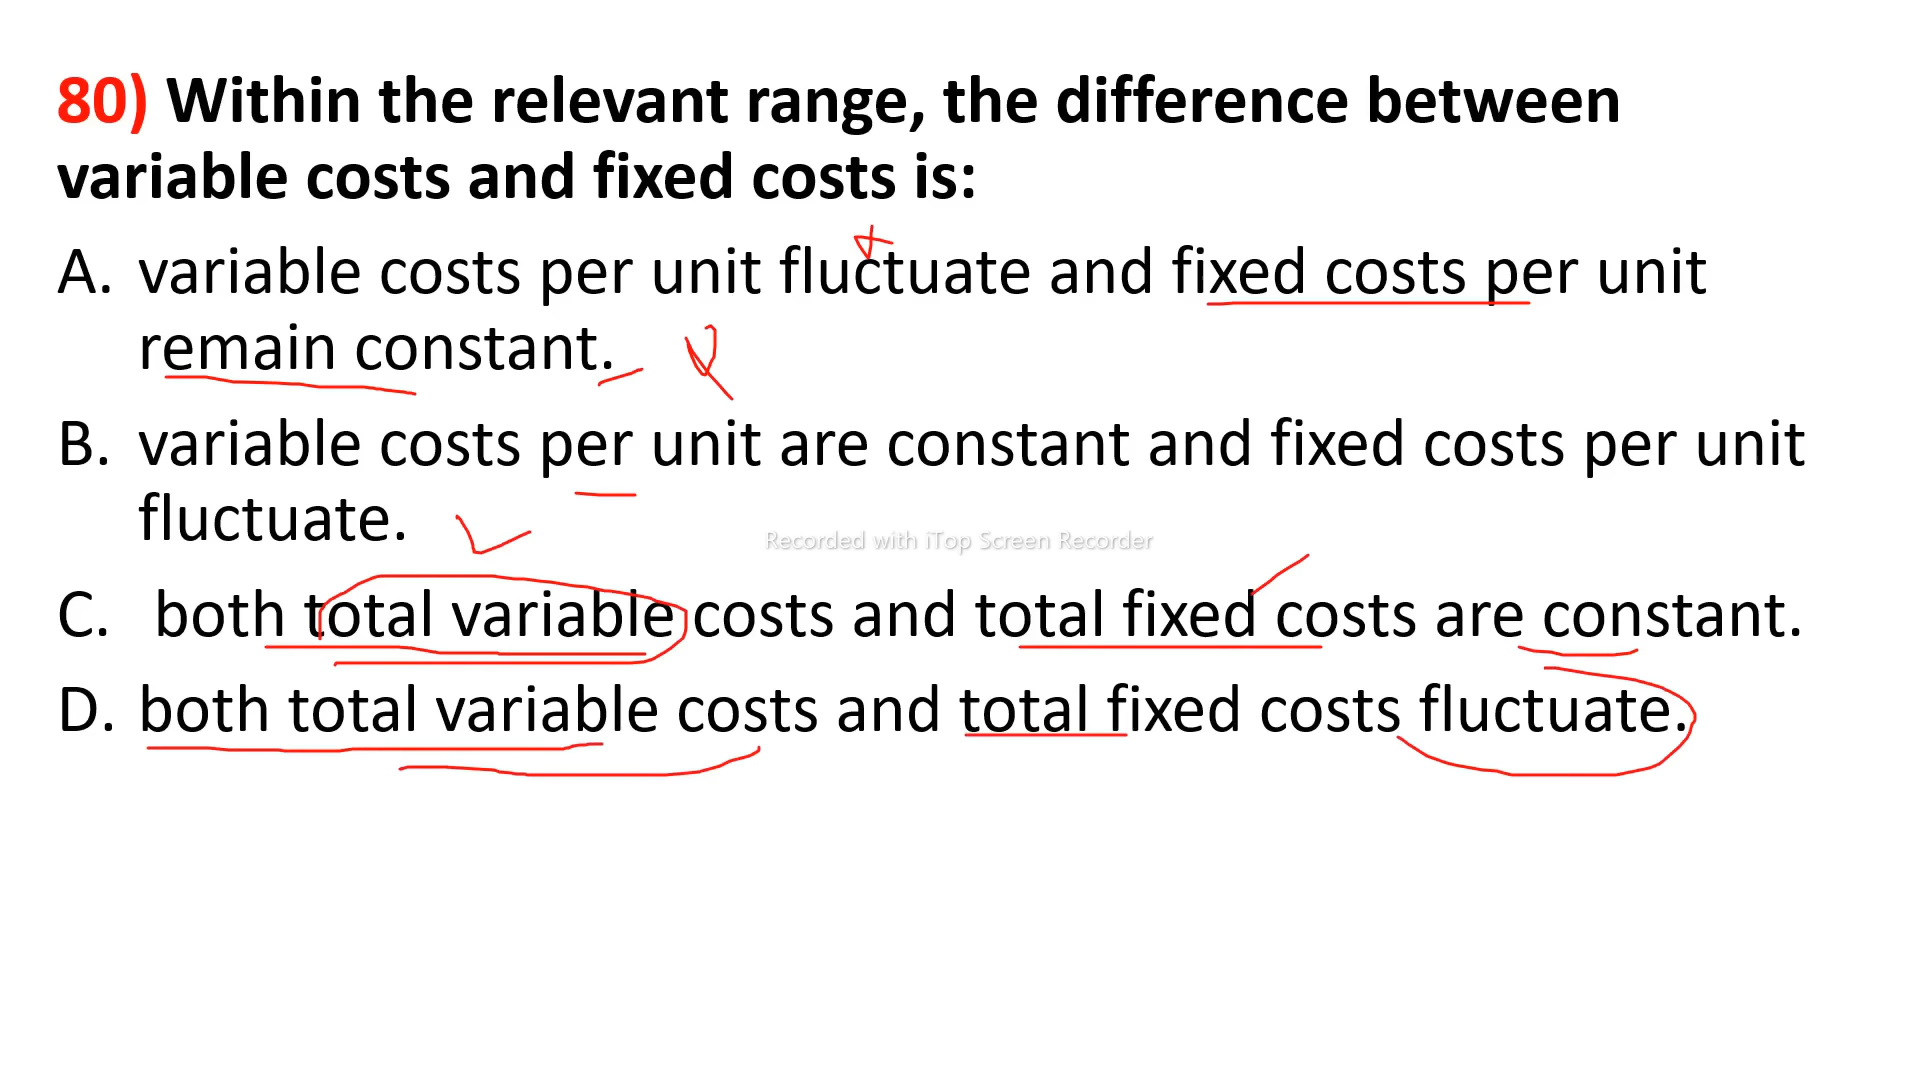 80) Within the relevant range, the difference between
variable costs and fixed costs is:
A. variable costs per unit fluctuate and fixed costs per unit
remain constant.
B. variable costs per unit are constant and fixed costs per unit
fluctuate.
Recorded with iTop Screen Recorder
C. both total variable costs and total fixed costs are constant.
D. both total variable costs and total fixed costs fluctuate.